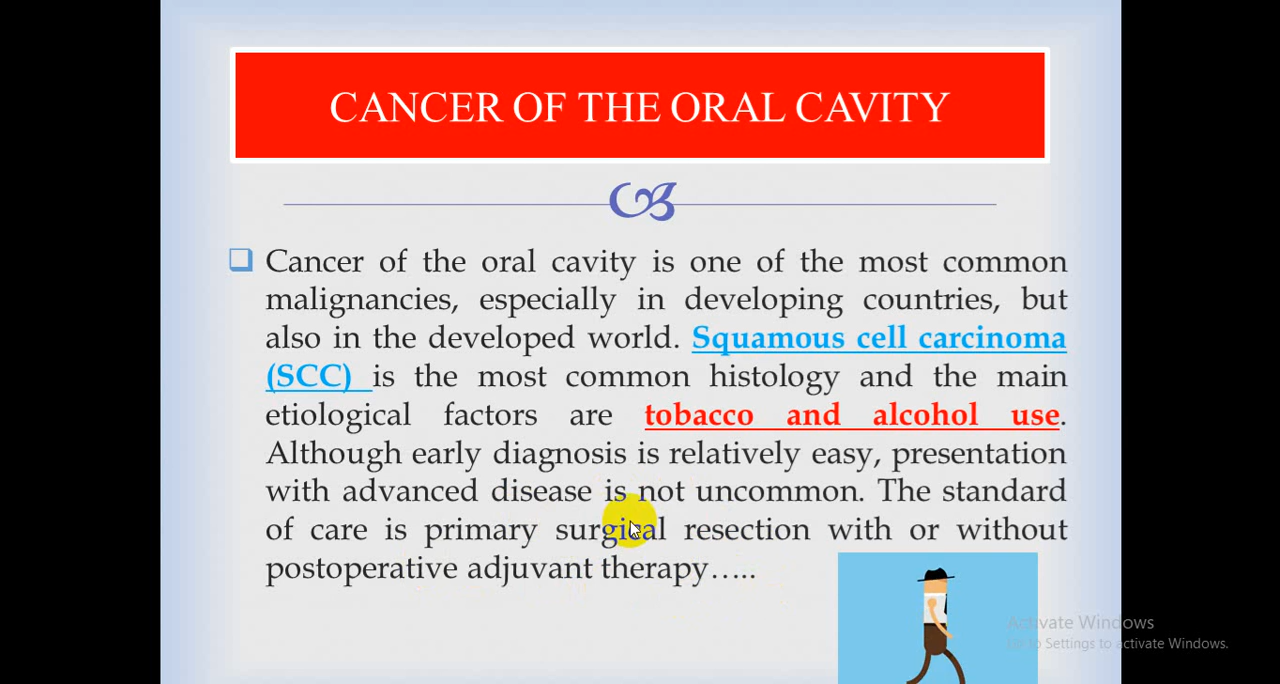 CANCER OF THE ORAL CAVITY
Cancer of the oral cavity is one of the most common
malignancies, especially in developing countries, but
also in the developed world. Squamous cell carcinoma
(SCC) is the most common histology and the main
etiological factors are tobacco and alcohol use.
Although early diagnosis is relatively easy, presentation
with advanced disease is not uncommon. The standard
of care is primary surgical resection with or without
postoperative adjuvant therapy…..
Activate Windows
Go to Settings to activate Windows.